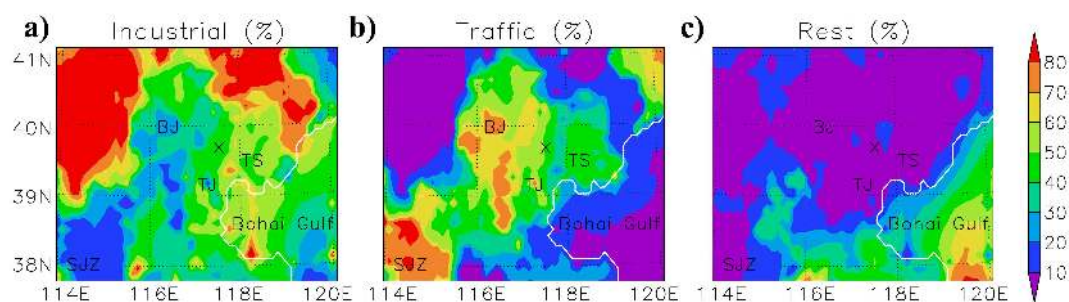 a) Industrial (%) b) Traffic (%) c) Rest (%)
41N
40N
39N
38N
BJ
TS
TJ
Bohai Gulf
SJZ
114E 116E 118E 120E
BJ
TS
TJ
Bohai Gulf
SJZ
114E 116E 118E 120E
BJ
TS
TJ
Bohai Gulf
SJZ
114E 116E 118E 120E
80
70
60
50
40
30
20
10